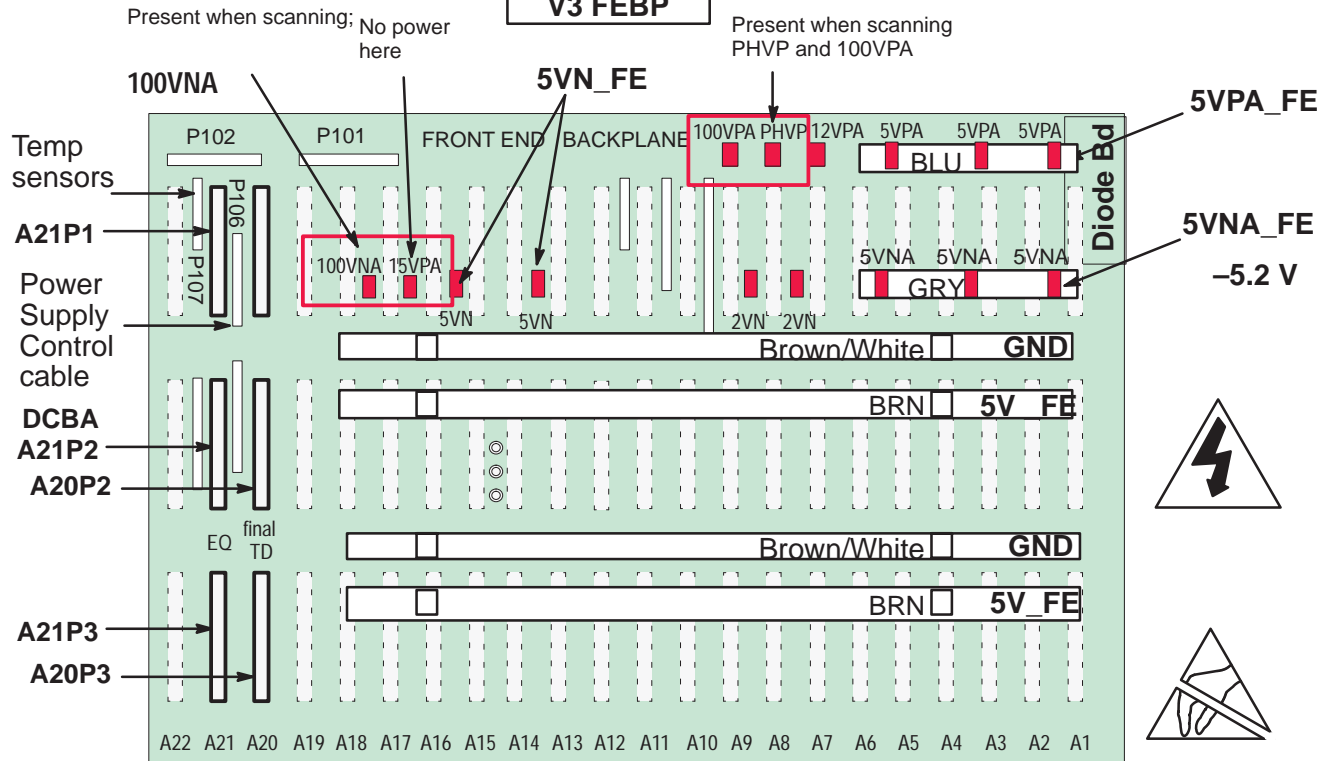 V3 FEBP
Present when scanning;
No power
here
Present when scanning
PHVP and 100VPA
100VNA
5VN_FE
5VPA_FE
P102
P101
FRONT END
BACKPLANE
100VPA
PHVP
12VPA
5VPA
5VPA
5VPA
Diode Bd
BLU
Temp
sensors
P106
A21P1
P107
5VNA_FE
–5.2 V
100VNA
15VPA
5VNA
5VNA
5VNA
GRY
Power
Supply
Control
cable
5VN
5VN
2VN
2VN
Brown/White
GND
DCBA
A21P2
A20P2
BRN
5V_FE
EQ
final
TD
Brown/White
GND
BRN
5V_FE
A21P3
A20P3
A22 A21 A20 A19 A18 A17 A16 A15 A14 A13 A12 A11 A10 A9 A8 A7 A6 A5 A4 A3 A2 A1